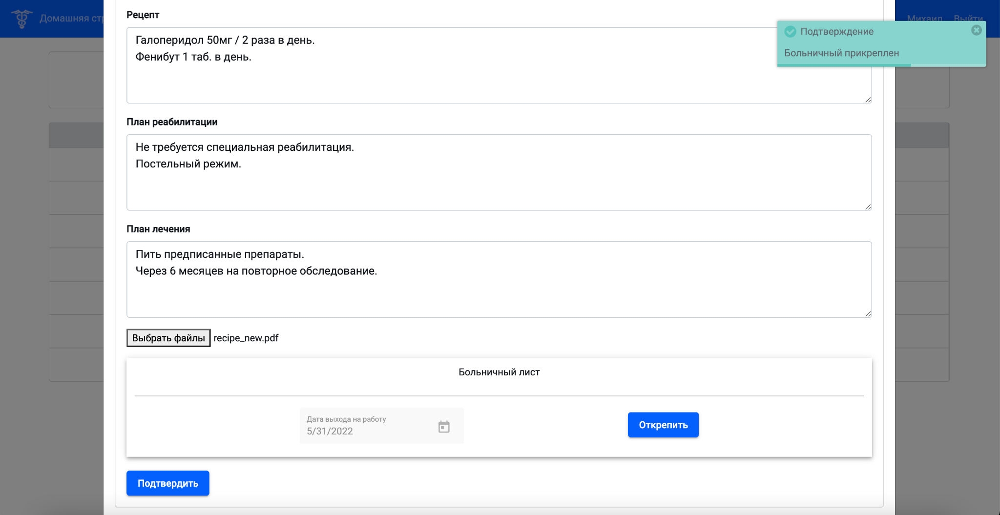 Домашняя стр
Михаил Выйти
Подтверждение
Больничный прикреплен
Рецепт
Галоперидол 50мг / 2 раза в день.
Фенибут 1 таб. в день.
План реабилитации
Не требуется специальная реабилитация.
Постельный режим.
План лечения
Пить предписанные препараты.
Через 6 месяцев на повторное обследование.
Выбрать файлы recipe_new.pdf
Больничный лист
Дата выхода на работу
5/31/2022
Открепить
Подтвердить